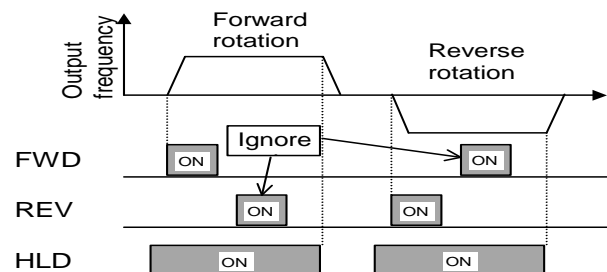 Forward
rotation
Reverse
rotation
Output
frequency
Ignore
FWD
ON
ON
REV
ON
ON
HLD
ON
ON